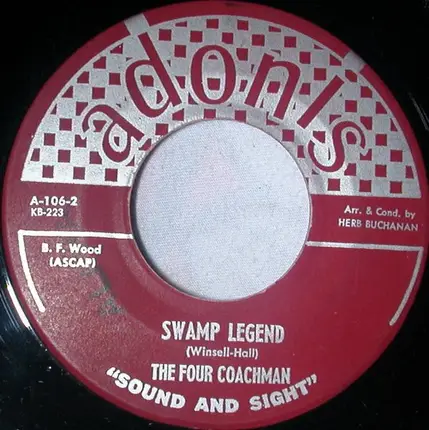 adonis
A-106-2
KB-223
Arr. & Cond. by
HERB BUCHANAN
B. F. Wood
(ASCAP)
SWAMP LEGEND
(Winsell-Hall)
THE FOUR COACHMAN
"SOUND AND SIGHT"